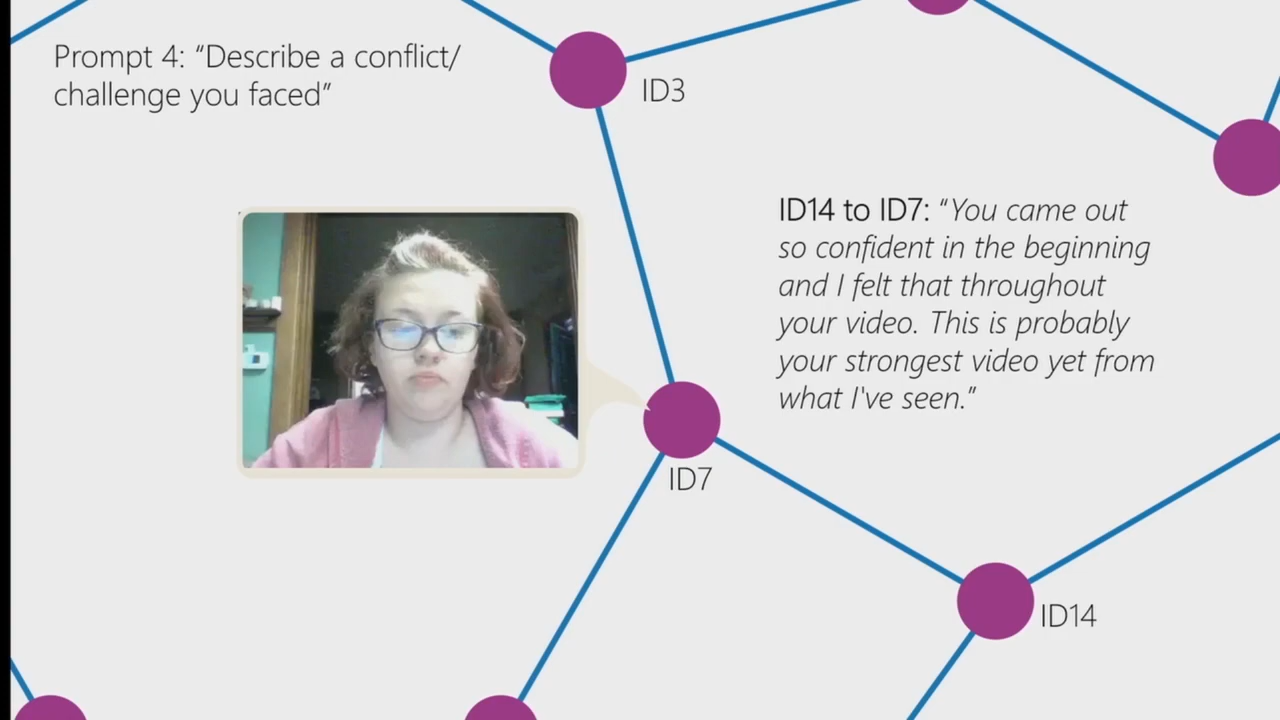 Prompt 4: “Describe a conflict/
challenge you faced”
ID3
ID14 to ID7: “You came out
so confident in the beginning
and I felt that throughout
your video. This is probably
your strongest video yet from
what I've seen.”
ID7
ID14